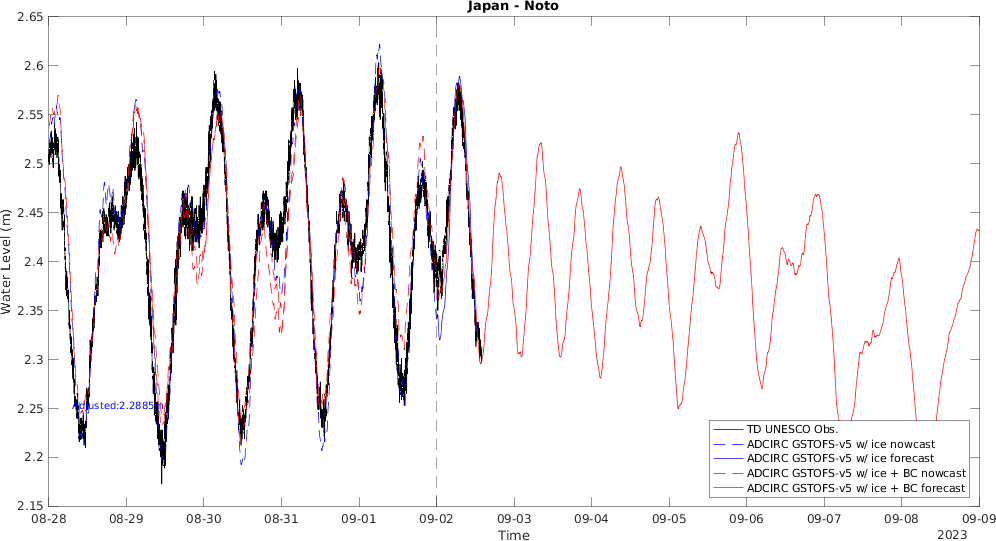 Japan - Noto
2.65
2.6
2.55
2.5
2.45
2.4
2.35
2.3
2.25
2.2
2.15
Water Level (m)
Adjusted:2.2885m
TD UNESCO Obs.
ADCIRC GSTOFS-v5 w/ ice nowcast
ADCIRC GSTOFS-v5 w/ ice forecast
ADCIRC GSTOFS-v5 w/ ice + BC nowcast
ADCIRC GSTOFS-v5 w/ ice + BC forecast
08-28 08-29 08-30 08-31 09-01 09-02 09-03 09-04 09-05 09-06 09-07 09-08 09-09
Time
2023